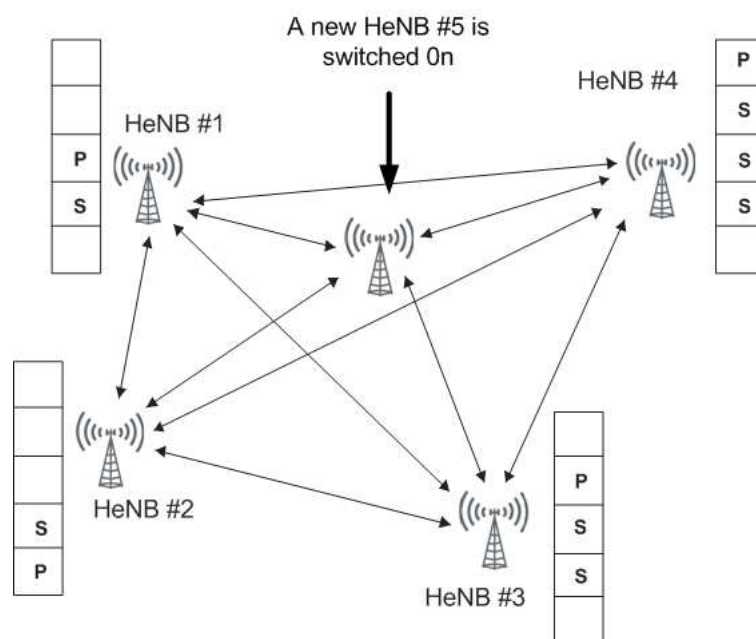 A new HeNB #5 is
switched 0n
HeNB #1
P
S
HeNB #4
P
S
S
S
HeNB #2
S
P
HeNB #3
P
S
S